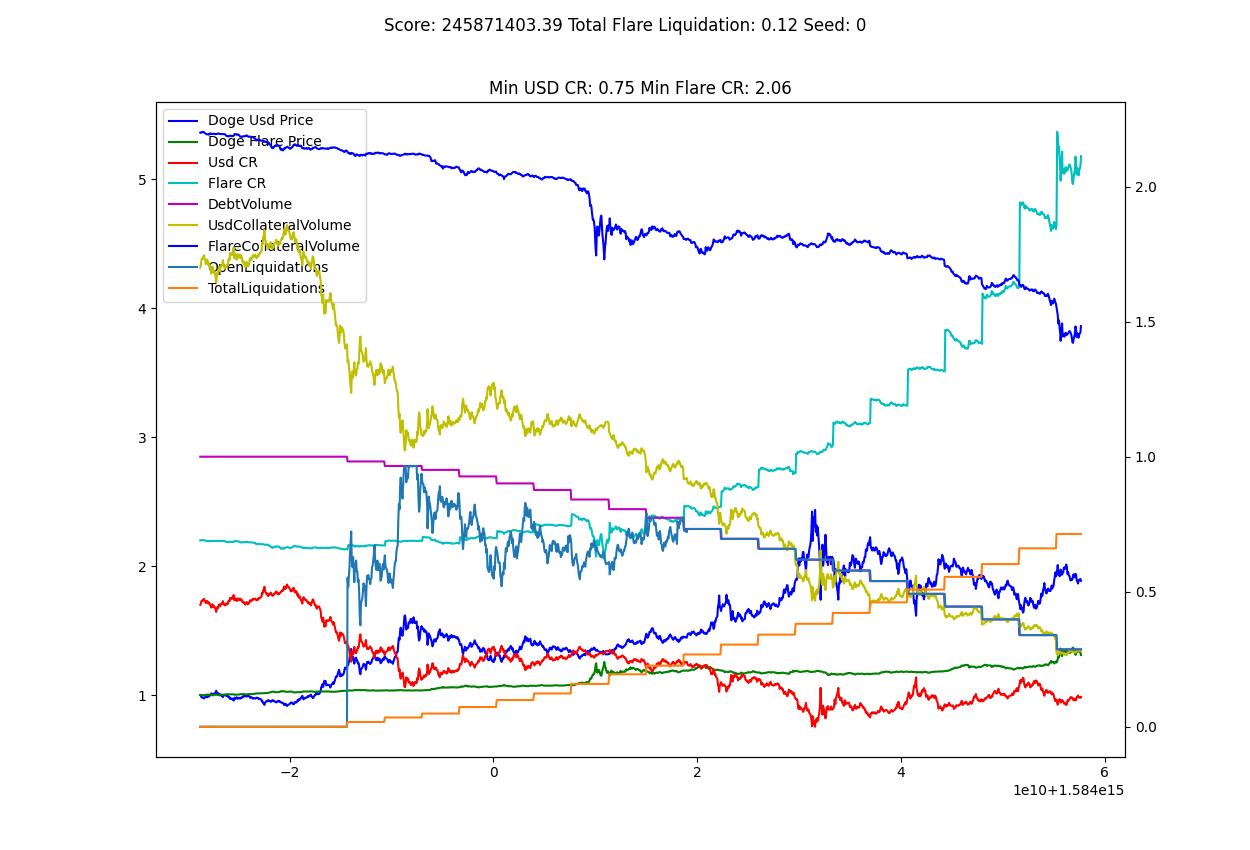 Score: 245871403.39 Total Flare Liquidation: 0.12 Seed: 0
Min USD CR: 0.75 Min Flare CR: 2.06
Doge Usd Price
Doge Flare Price
Usd CR
Flare CR
DebtVolume
UsdCollateralVolume
FlareCollateralVolume
OpenLiquidations
TotalLiquidations
5
4
3
2
1
2.0
1.5
1.0
0.5
0.0
−2
0
2
4
6
1e10+1.584e15